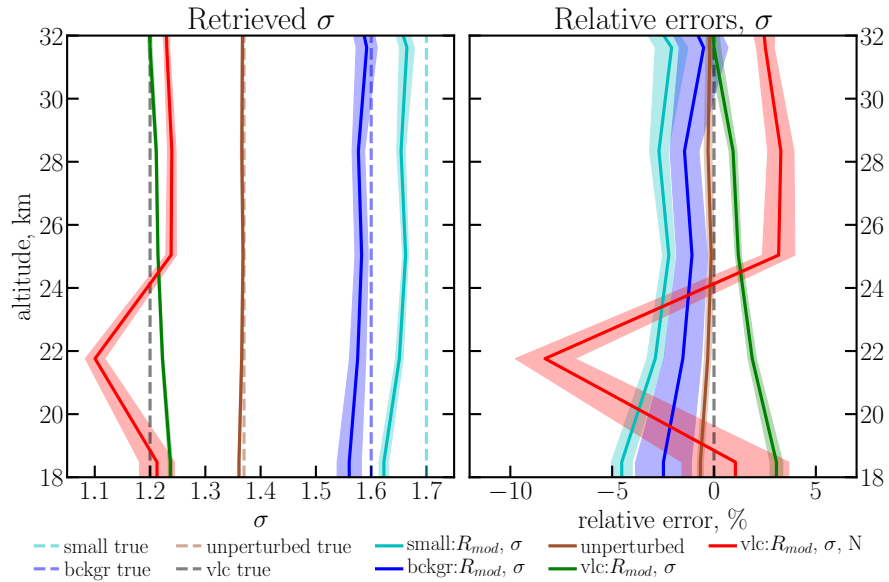 Retrieved σ
Relative errors, σ
altitude, km
32
30
28
26
24
22
20
18
32
30
28
26
24
22
20
18
1.1 1.2 1.3 1.4 1.5 1.6 1.7
−10 −5 0 5
σ
relative error, %
small true
unperturbed true
small:R_mod, σ
unperturbed
vlc:R_mod, σ, N
bckgr true
vlc true
bckgr:R_mod, σ
vlc:R_mod, σ